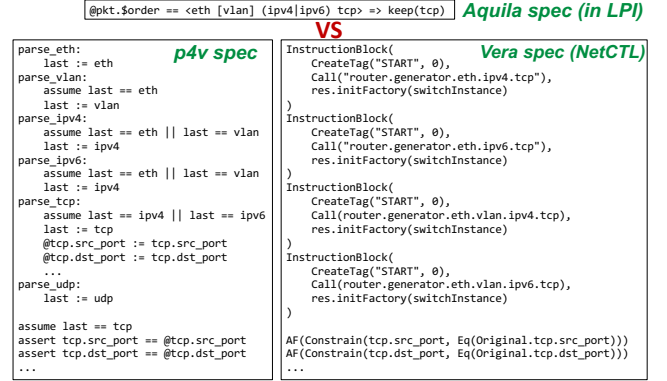 @pkt.$order == <eth [vlan] (ipv4|ipv6) tcp> => keep(tcp)
Aquila spec (in LPI)
VS
p4v spec
parse_eth:
last := eth
parse_vlan:
assume last == eth
last := vlan
parse_ipv4:
assume last == eth || last == vlan
last := ipv4
parse_ipv6:
assume last == eth || last == vlan
last := ipv4
parse_tcp:
assume last == ipv4 || last == ipv6
last := tcp
@tcp.src_port := tcp.src_port
@tcp.dst_port := tcp.dst_port
...
parse_udp:
last := udp
assume last == tcp
assert tcp.src_port == @tcp.src_port
assert tcp.dst_port == @tcp.dst_port
...
Vera spec (NetCTL)
InstructionBlock(
CreateTag("START", 0),
Call("router.generator.eth.ipv4.tcp"),
res.initFactory(switchInstance)
)
InstructionBlock(
CreateTag("START", 0),
Call("router.generator.eth.ipv6.tcp"),
res.initFactory(switchInstance)
)
InstructionBlock(
CreateTag("START", 0),
Call(router.generator.eth.vlan.ipv4.tcp),
res.initFactory(switchInstance)
)
InstructionBlock(
CreateTag("START", 0),
Call(router.generator.eth.vlan.ipv6.tcp),
res.initFactory(switchInstance)
)
AF(Constrain(tcp.src_port, Eq(Original.tcp.src_port)))
AF(Constrain(tcp.dst_port, Eq(Original.tcp.dst_port)))
...